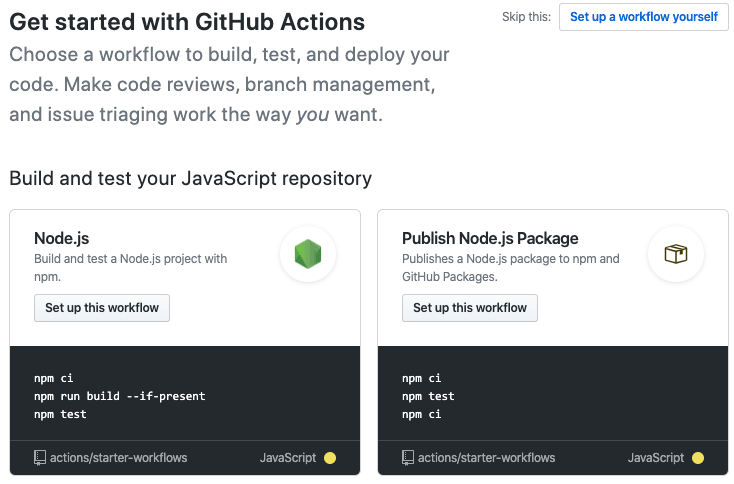 Get started with GitHub Actions
Skip this: Set up a workflow yourself
Choose a workflow to build, test, and deploy your
code. Make code reviews, branch management,
and issue triaging work the way you want.
Build and test your JavaScript repository
Node.js
Build and test a Node.js project with
npm.
Set up this workflow
npm ci
npm run build --if-present
npm test
actions/starter-workflows JavaScript
Publish Node.js Package
Publishes a Node.js package to npm and
GitHub Packages.
Set up this workflow
npm ci
npm test
npm ci
actions/starter-workflows JavaScript